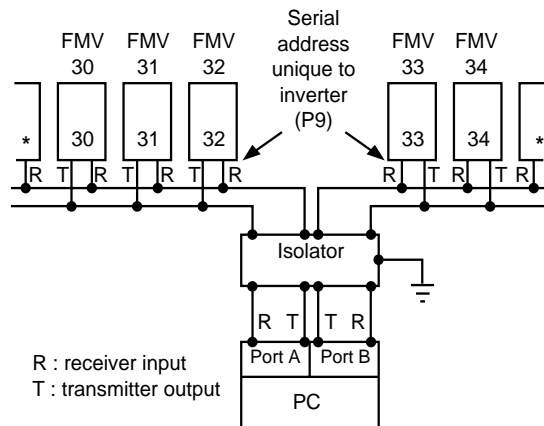 FMV FMV FMV Serial FMV FMV
30 31 32 address 33 34
unique to
inverter
(P9)
* 30 31 32 33 34 *
R T R T R T R R T R T R
Isolator
R T T R
Port A Port B
R : receiver input
T : transmitter output
PC